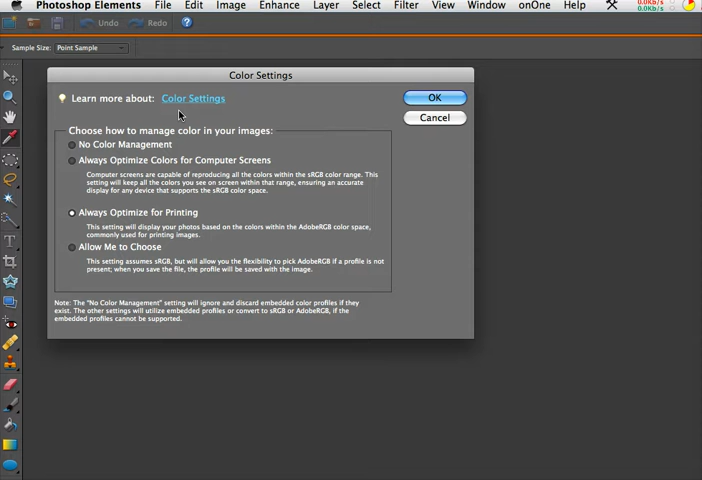 Photoshop Elements File Edit Image Enhance Layer Select Filter View Window onOne Help 0.0Kb/s
0.0Kb/s
Undo Redo
Sample Size: Point Sample
Color Settings
Learn more about: Color Settings
OK
Cancel
Choose how to manage color in your images:
No Color Management
Always Optimize Colors for Computer Screens
Computer screens are capable of reproducing all the colors within the sRGB color range. This
setting will keep all the colors you see on screen within that range, ensuring an accurate
display for any device that supports the sRGB color space.
Always Optimize for Printing
This setting will display your photos based on the colors within the AdobeRGB color space,
commonly used for printing images.
Allow Me to Choose
This setting assumes sRGB, but will allow you the flexibility to pick AdobeRGB if a profile is not
present; when you save the file, the profile will be saved with the image.
Note: The "No Color Management" setting will ignore and discard embedded color profiles if they
exist. The other settings will utilize embedded profiles or convert to sRGB or AdobeRGB, if the
embedded profiles cannot be supported.
T